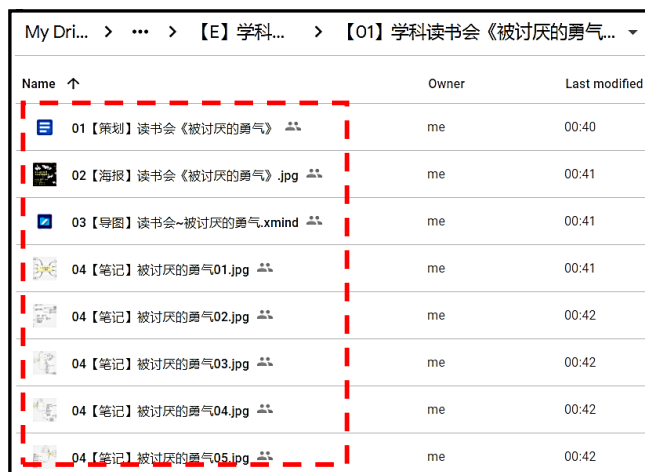 My Dri... > ••• > 【E】学科... > 【01】学科读书会《被讨厌的勇气...
Name Owner Last modified
01【策划】读书会《被讨厌的勇气》 me 00:40
02【海报】读书会《被讨厌的勇气》.jpg me 00:41
03【导图】读书会~被讨厌的勇气.xmind me 00:41
04【笔记】被讨厌的勇气01.jpg me 00:41
04【笔记】被讨厌的勇气02.jpg me 00:42
04【笔记】被讨厌的勇气03.jpg me 00:42
04【笔记】被讨厌的勇气04.jpg me 00:42
04【笔记】被讨厌的勇气05.jpg me 00:42